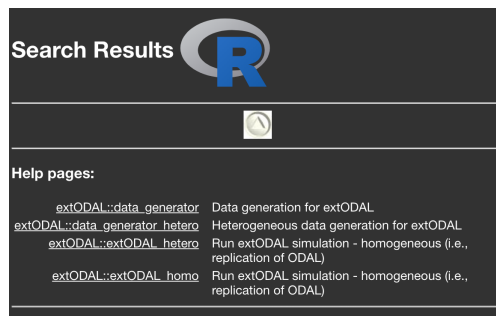 Search Results R
Help pages:
extODAL::data_generator Data generation for extODAL
extODAL::data_generator_hetero Heterogeneous data generation for extODAL
extODAL::extODAL_hetero Run extODAL simulation - homogeneous (i.e.,
replication of ODAL)
extODAL::extODAL_homo Run extODAL simulation - homogeneous (i.e.,
replication of ODAL)